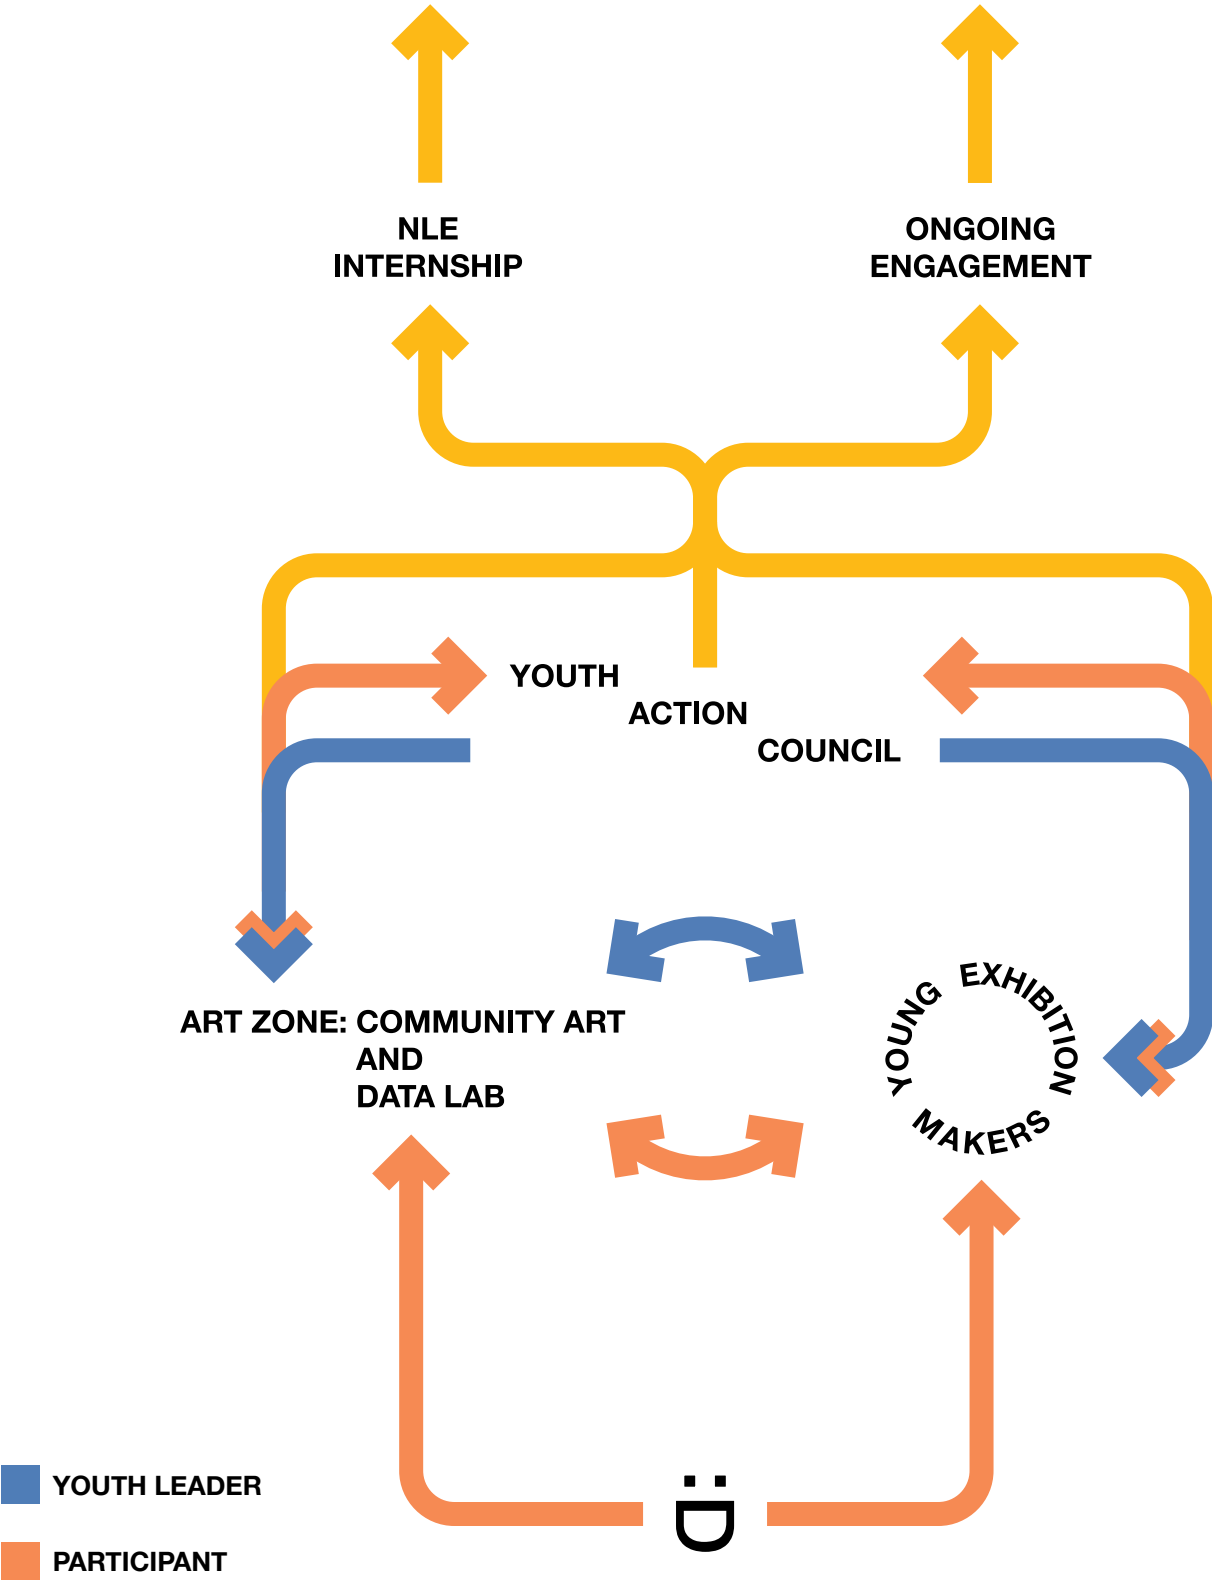 NLE
INTERNSHIP
ONGOING
ENGAGEMENT
YOUTH
ACTION
COUNCIL
ART ZONE: COMMUNITY ART
AND
DATA LAB
YOUNG EXHIBITION MAKERS
:D
YOUTH LEADER
PARTICIPANT